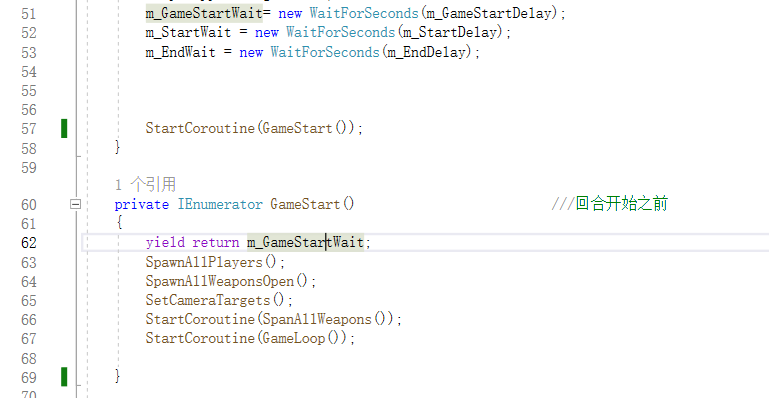 51 m_GameStartWait= new WaitForSeconds(m_GameStartDelay);
52 m_StartWait = new WaitForSeconds(m_StartDelay);
53 m_EndWait = new WaitForSeconds(m_EndDelay);
54
55
56
57 StartCoroutine(GameStart());
58 }
59
1 个引用
60 private IEnumerator GameStart() ///回合开始之前
61 {
62 yield return m_GameStartWait;
63 SpawnAllPlayers();
64 SpawnAllWeaponsOpen();
65 SetCameraTargets();
66 StartCoroutine(SpanAllWeapons());
67 StartCoroutine(GameLoop());
68
69 }
70